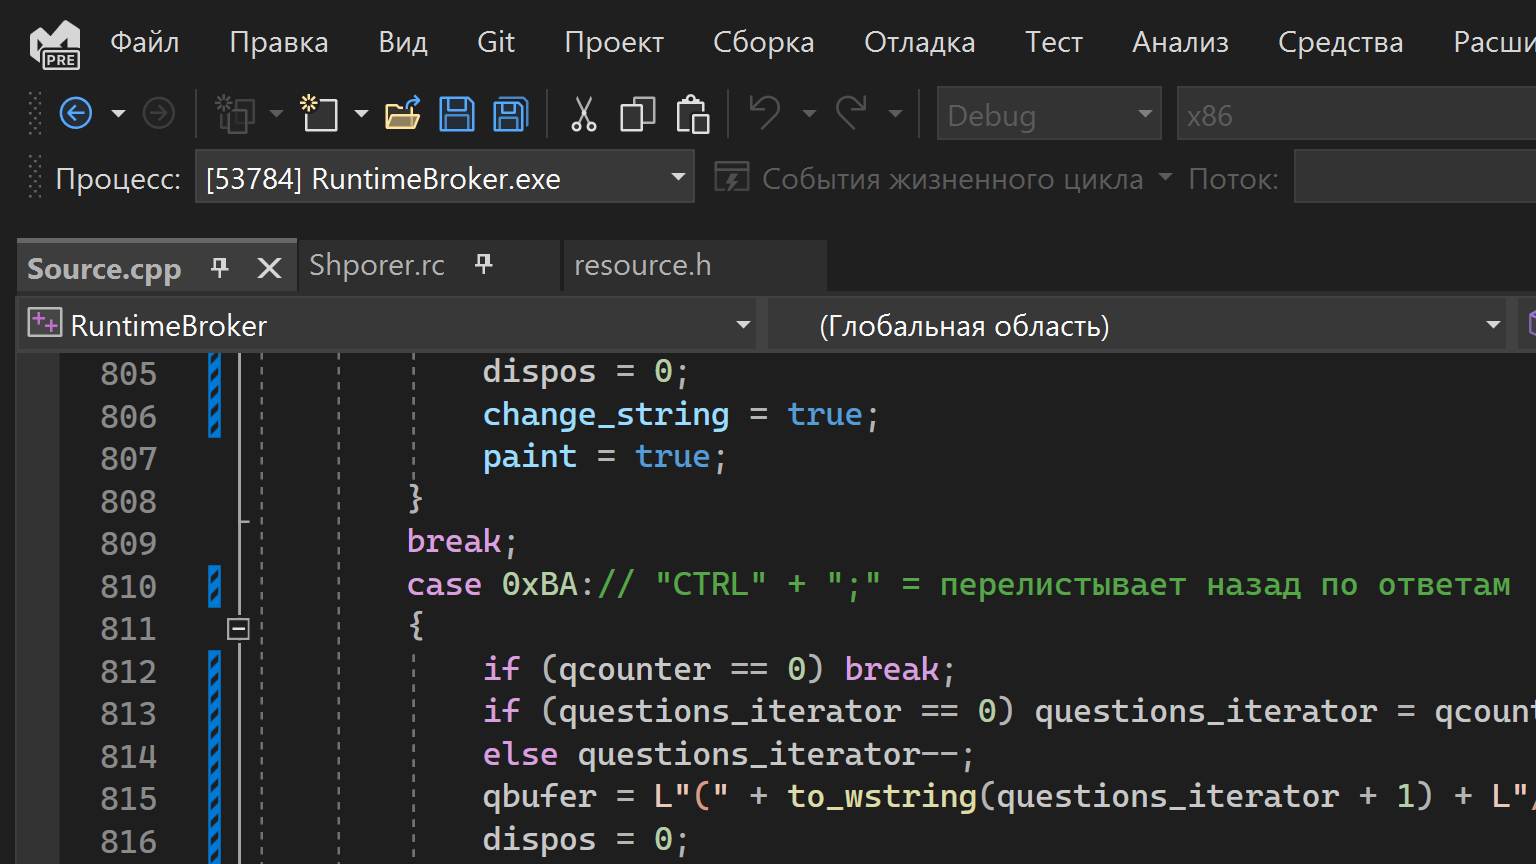 PRE Файл Правка Вид Git Проект Сборка Отладка Тест Анализ Средства Расши
Debug x86
Процесс: [53784] RuntimeBroker.exe События жизненного цикла Поток:
Source.cpp Shporer.rc resource.h
RuntimeBroker (Глобальная область)
805 dispos = 0;
806 change_string = true;
807 paint = true;
808 }
809 break;
810 case 0xBA:// "CTRL" + ";" = перелистывает назад по ответам
811 {
812 if (qcounter == 0) break;
813 if (questions_iterator == 0) questions_iterator = qcount
814 else questions_iterator--;
815 qbufer = L"(" + to_wstring(questions_iterator + 1) + L"/
816 dispos = 0;